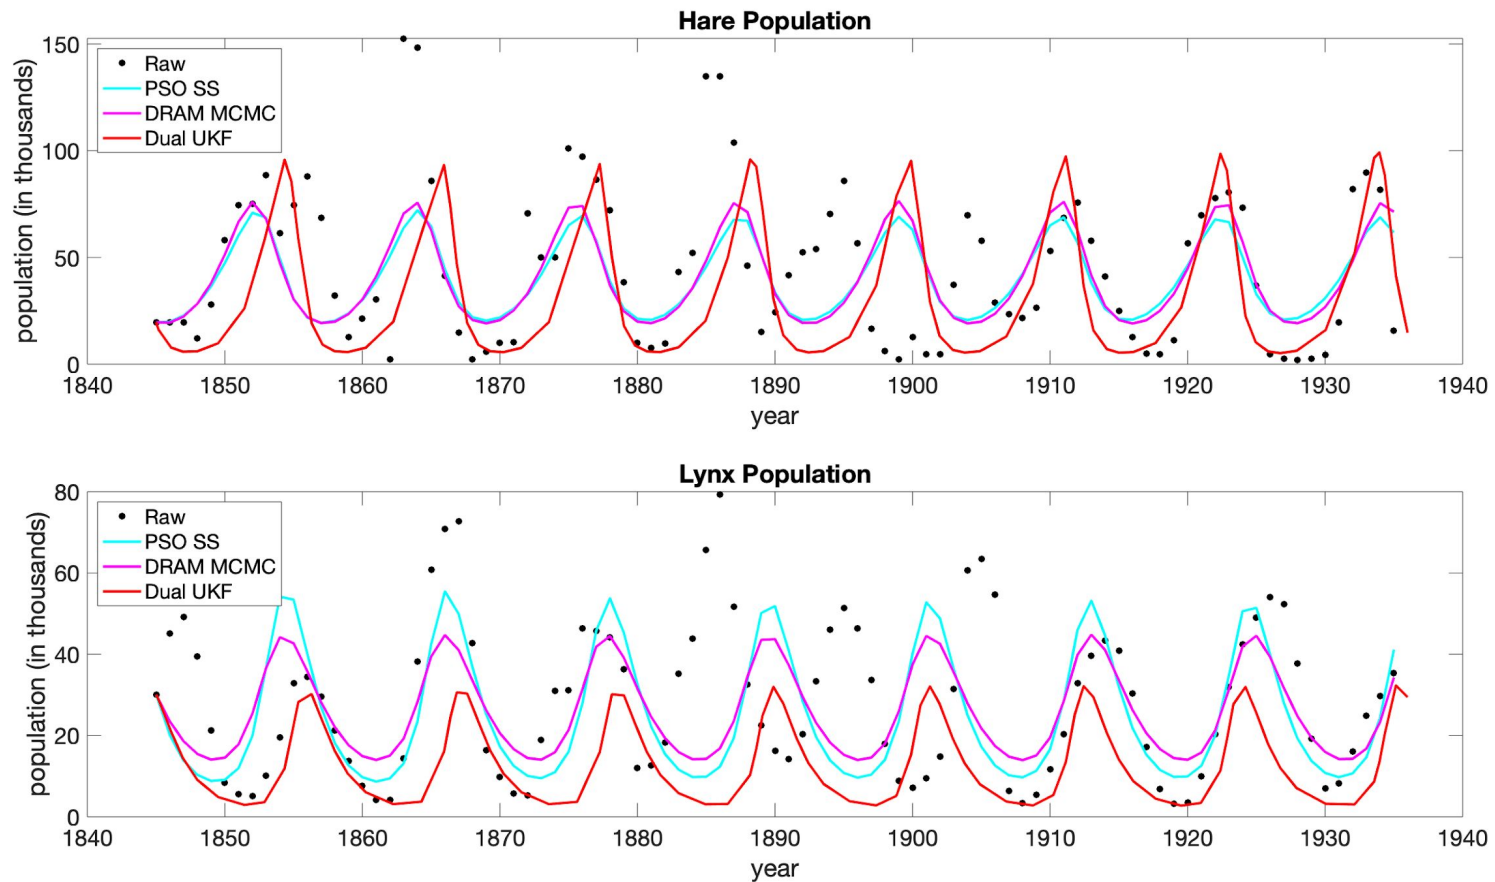 Hare Population
150
100
50
0
population (in thousands)
Raw
PSO SS
DRAM MCMC
Dual UKF
1840 1850 1860 1870 1880 1890 1900 1910 1920 1930 1940
year
Lynx Population
80
60
40
20
0
population (in thousands)
Raw
PSO SS
DRAM MCMC
Dual UKF
1840 1850 1860 1870 1880 1890 1900 1910 1920 1930 1940
year